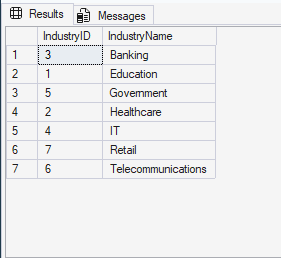 Results Messages
IndustryID IndustryName
1 3 Banking
2 1 Education
3 5 Government
4 2 Healthcare
5 4 IT
6 7 Retail
7 6 Telecommunications